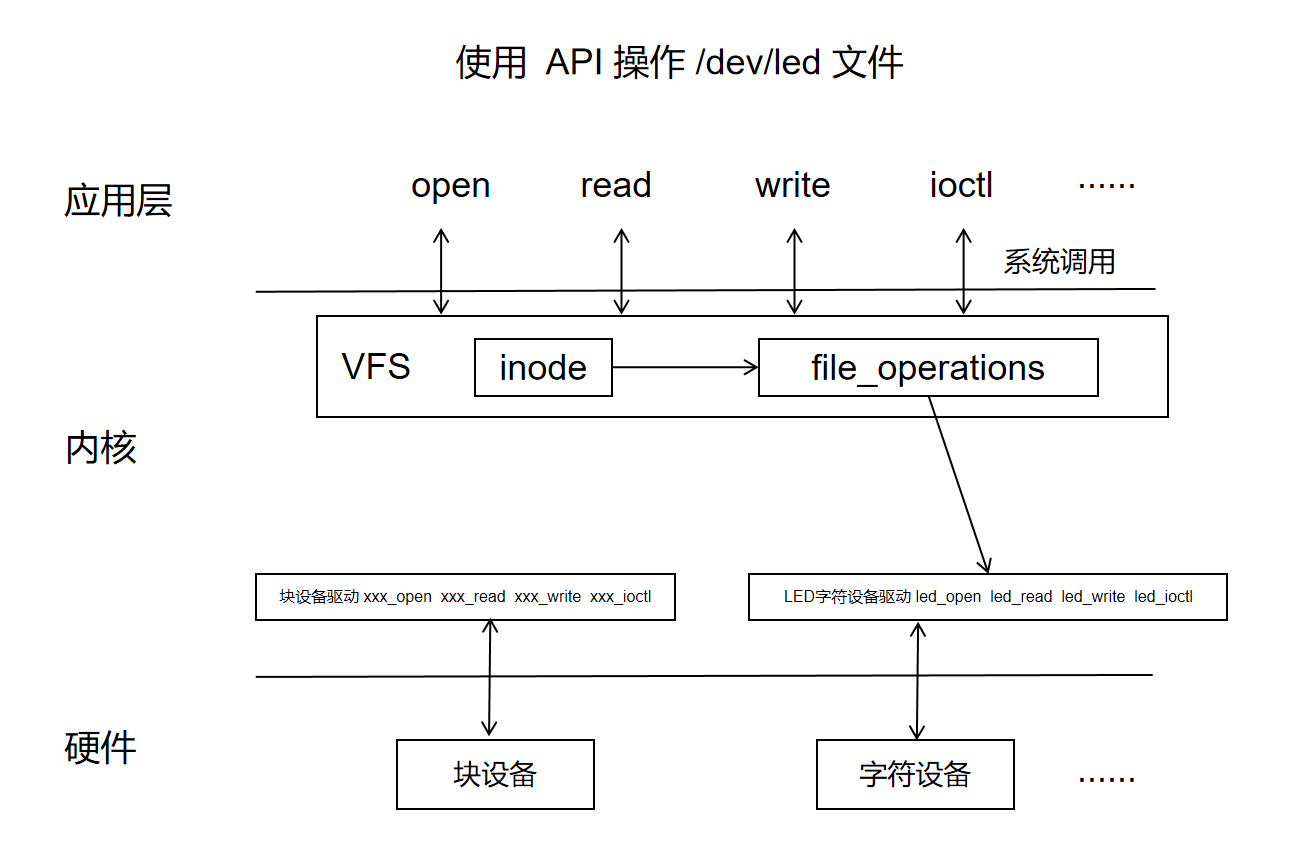 使用 API 操作 /dev/led 文件
应用层
open read write ioctl ······
系统调用
VFS inode file_operations
内核
块设备驱动 xxx_open xxx_read xxx_write xxx_ioctl
LED字符设备驱动 led_open led_read led_write led_ioctl
硬件
块设备 字符设备 ······